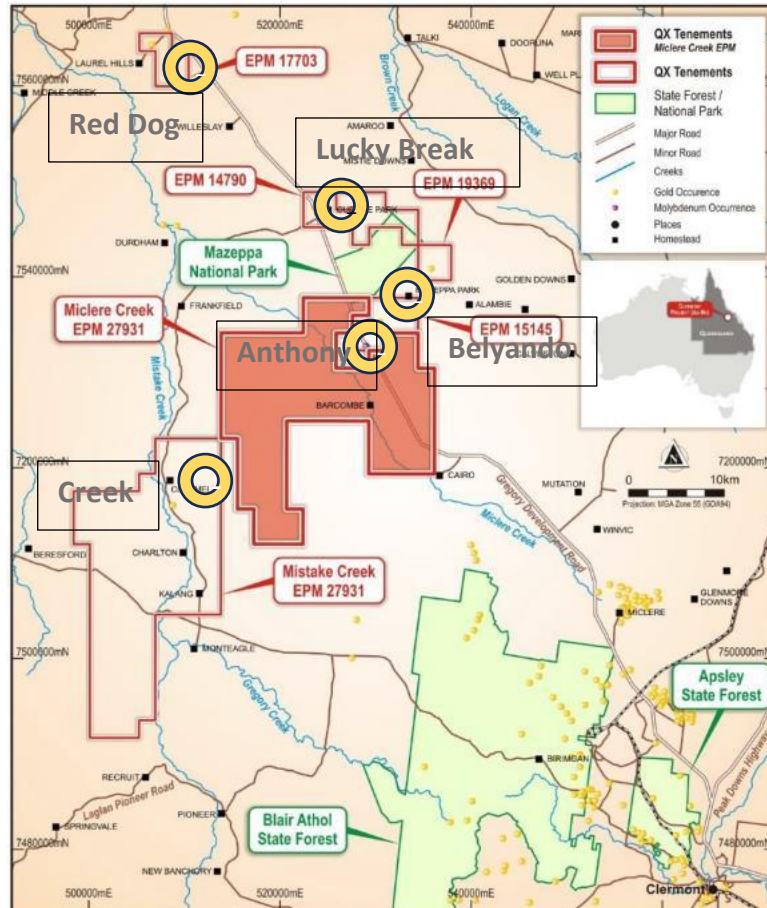 500000mE
520000mE
540000mE
TALKI
DOORUNA
LAUREL HILLS
EPM 17703
Brown Creek
WELL PL
7560000mN
MIDDLE CREEK
Logan Creek
Red Dog
WILLESLAY
AMAROO
Lucky Break
MISTIE DOWNS
EPM 14790
EPM 19369
DURDHAM
Mazeppa
National Park
7540000mN
GOLDEN DOWNS
FRANKFIELD
ALAMBIE
Miclere Creek
EPM 27931
EPM 15145
Anthony
Belyando
Mistake Creek
BARCOMBE
7200000mN
CAIRO
7200000mN
Creek
MUTATION
Gregory Development Road
Miclere Creek
WINVIC
BERESFORD
CHARLTON
Mistake Creek
EPM 27931
KALANG
GLENMORE
DOWNS
MICLERE
MONTEAGLE
7500000mN
7500000mN
Gregory Creek
Apsley
State Forest
BIRIMGAN
RECRUIT
Laglan Pioneer Road
PIONEER
Peak Downs Highway
SPRINGVALE
Blair Athol
State Forest
7480000mN
7480000mN
NEW BANCHORY
Clermont
500000mE
520000mE
540000mE
QX Tenements
Miclere Creek EPM
QX Tenements
State Forest /
National Park
Major Road
Minor Road
Creeks
Gold Occurence
Molybdenum Occurrence
Places
Homestead
QUEENSLAND
N
0
10km
Projection: MGA Zone 55 (GDA94)